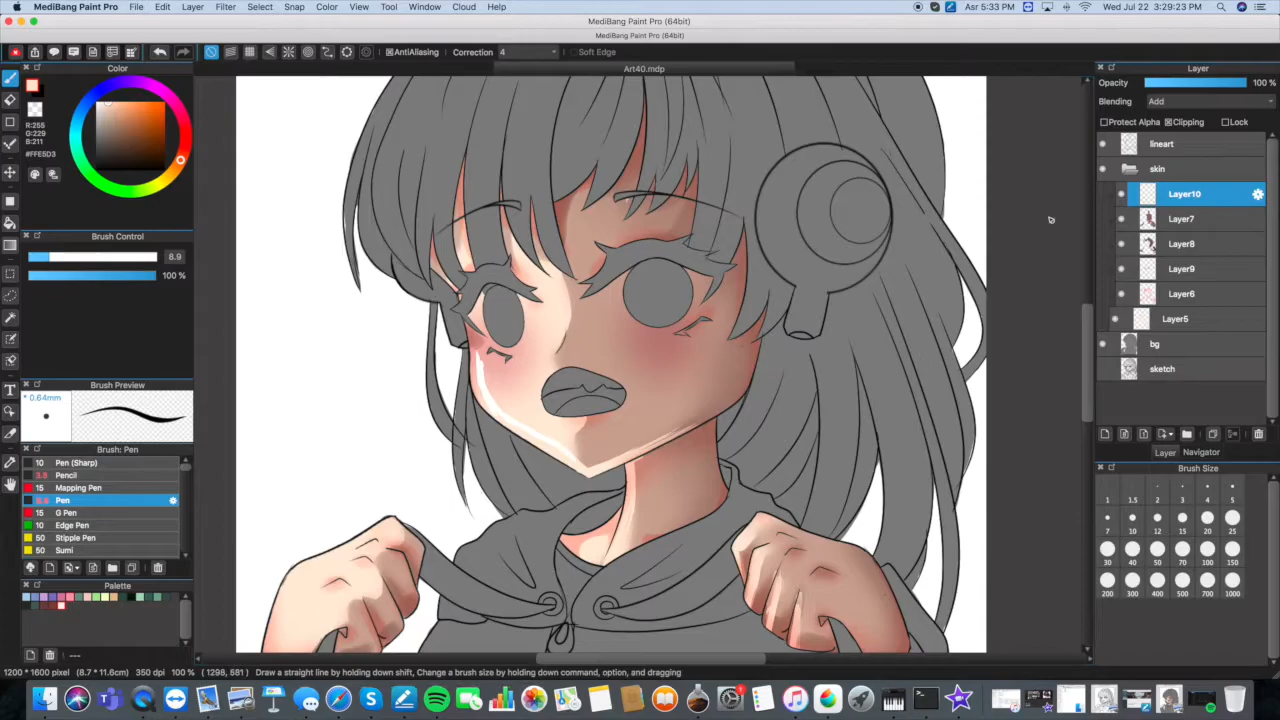 MediBang Paint Pro File Edit View Layer Filter Select Snap Color View Tool Window Cloud Help Asr 5:33 PM Wed Jul 22 3:29:23 PM
MediBang Paint Pro (64bit)
MediBang Paint Pro (64bit)
AntiAliasing Correction 4 Soft Edge
Color
Art40.mdp
R:255
G:229
B:211
#FFE5D3
Brush Control
8.9
100 %
Brush Preview
* 0.64mm
Brush: Pen
10 Pen (Sharp)
Pencil
15 Mapping Pen
Pen
15 G Pen
10 Edge Pen
50 Stipple Pen
50 Sumi
Palette
---
Layer
Opacity 100 %
Blending Add
Protect Alpha Clipping Lock
lineart
skin
Layer10
Layer7
Layer8
Layer9
Layer6
Layer5
bg
sketch
Layer Navigator
Brush Size
1 1.5 2 3 4 5
7 10 12 15 20 25
30 40 50 70 100 150
200 300 400 500 700 1000
1200 * 1600 pixel (8.7 * 11.6cm) 350 dpi 100 % ( 1298, 581 ) Draw a straight line by holding down shift, Change a brush size by holding down command, option, and dragging